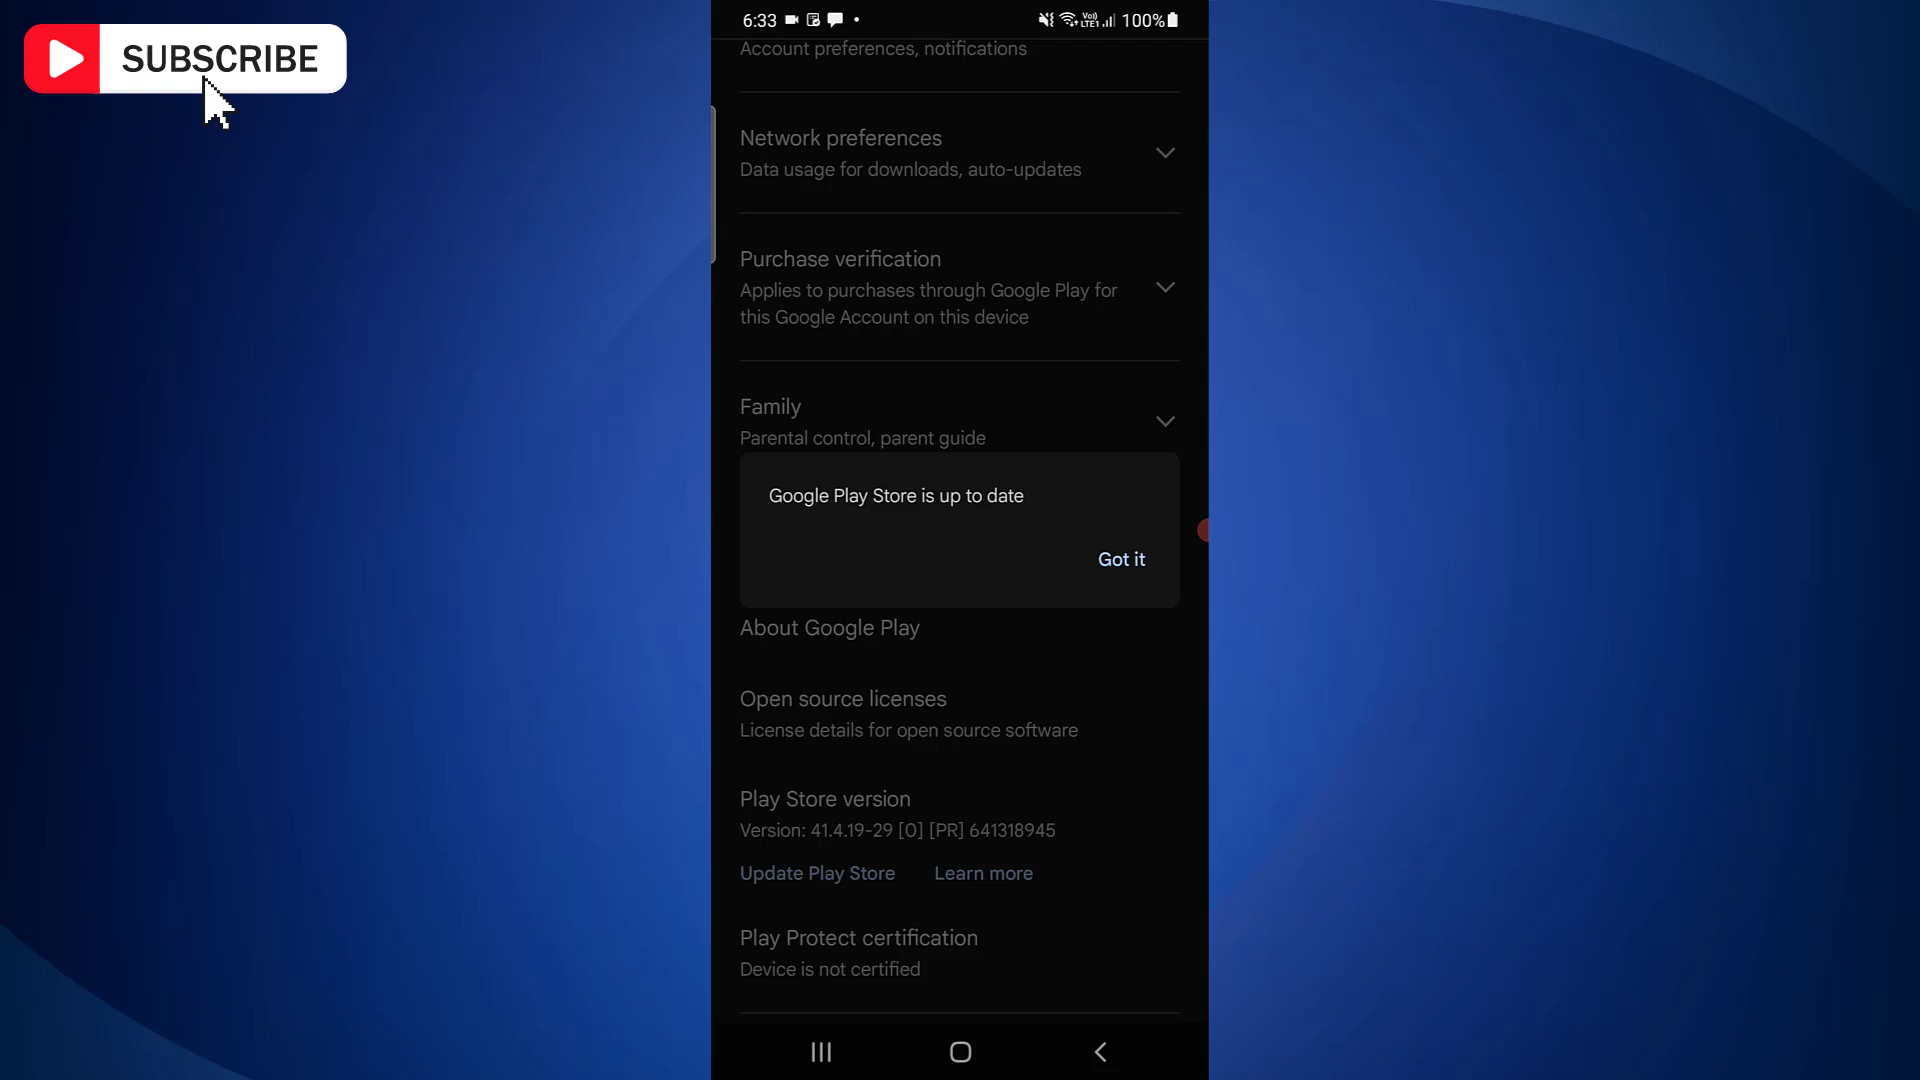 SUBSCRIBE
6:33
Vo)) LTE1 100%
Account preferences, notifications
Network preferences
Data usage for downloads, auto-updates
Purchase verification
Applies to purchases through Google Play for
this Google Account on this device
Family
Parental control, parent guide
Google Play Store is up to date
Got it
About Google Play
Open source licenses
License details for open source software
Play Store version
Version: 41.4.19-29 [0] [PR] 641318945
Update Play Store Learn more
Play Protect certification
Device is not certified